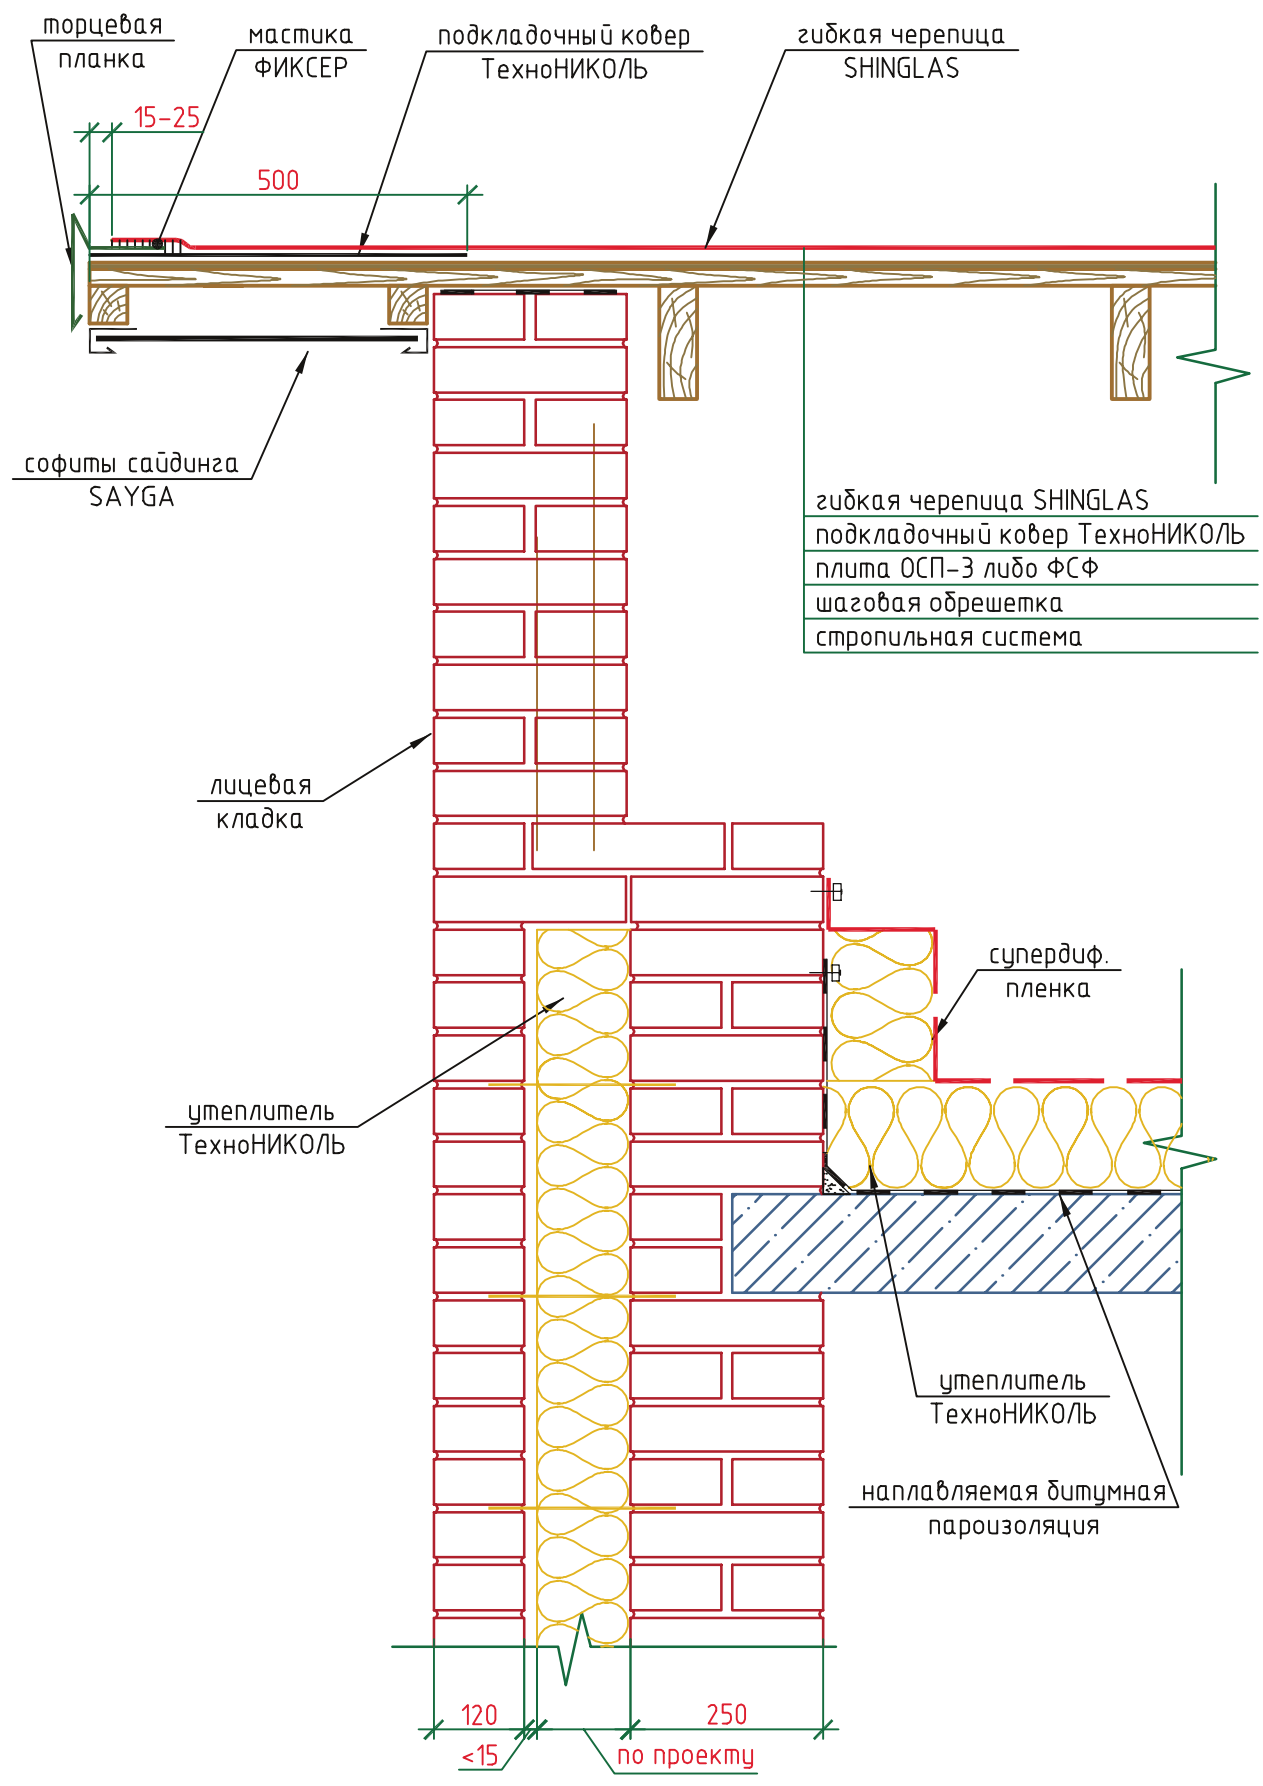 торцевая
планка
мастика
ФИКСЕР
подкладочный ковер
ТехноНИКОЛЬ
гибкая черепица
SHINGLAS
15-25
500
софиты сайдинга
SAYGA
гибкая черепица SHINGLAS
подкладочный ковер ТехноНИКОЛЬ
плита ОСП-3 либо ФСФ
шаговая обрешетка
стропильная система
лицевая
кладка
супердиф.
пленка
утеплитель
ТехноНИКОЛЬ
утеплитель
ТехноНИКОЛЬ
наплавляемая битумная
пароизоляция
120
250
<15
по проекту